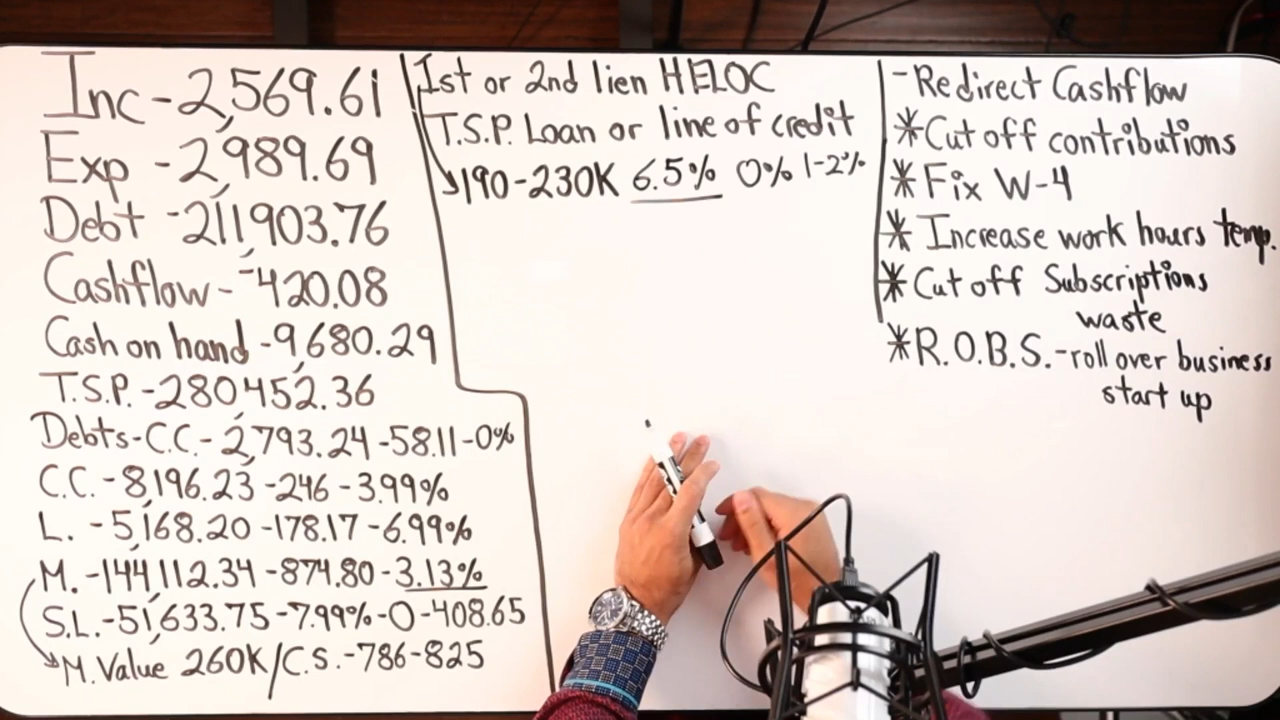 Inc-2,569.61
Exp -2,989.69
Debt -211,903.76
Cashflow- -420.08
Cash on hand -9,680.29
T.S.P. -280,452.36
Debts-C.C.- 2,793.24 -58.11-0%
C.C. -8,196.23 -246 -3.99%
L. -5,168.20 -178.17 -6.99%
M. -144,112.34 -874.80-3.13%
S.L.-51,633.75 -7.99%-0-408.65
M. Value 260K/C.S.-786-825
1st or 2nd lien HELOC
T.S.P. Loan or line of credit
190-230K 6.5% 0% 1-2%
-Redirect Cashflow
*Cut off contributions
*Fix W-4
*Increase work hours temp.
*Cut off Subscriptions
waste
*R.O.B.S.-roll over business
start up